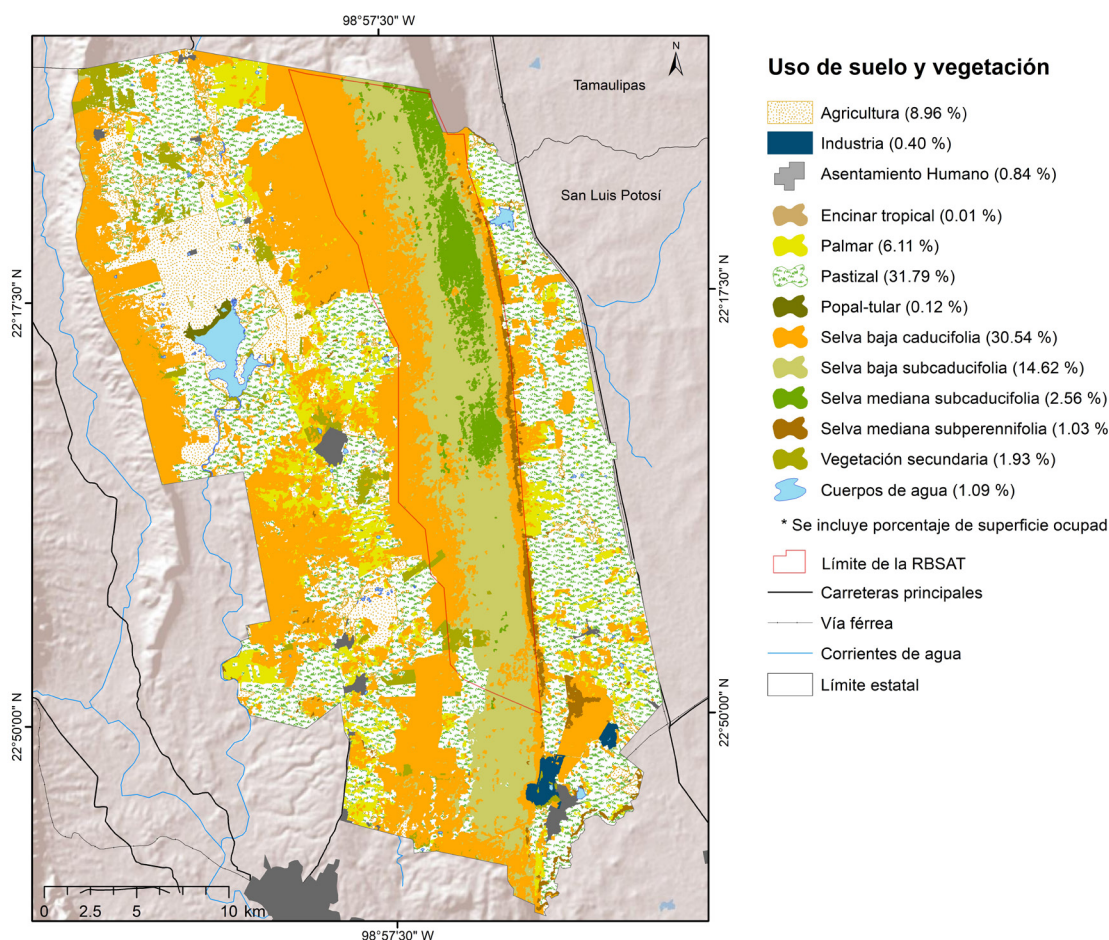 98°57'30" W
N
Tamaulipas
San Luis Potosí
22°17'30" N
22°17'30" N
22°50'00" N
22°50'00" N
0 2.5 5 10 km
98°57'30" W
Uso de suelo y vegetación
Agricultura (8.96 %)
Industria (0.40 %)
Asentamiento Humano (0.84 %)
Encinar tropical (0.01 %)
Palmar (6.11 %)
Pastizal (31.79 %)
Popal-tular (0.12 %)
Selva baja caducifolia (30.54 %)
Selva baja subcaducifolia (14.62 %)
Selva mediana subcaducifolia (2.56 %)
Selva mediana subperennifolia (1.03 %
Vegetación secundaria (1.93 %)
Cuerpos de agua (1.09 %)
* Se incluye porcentaje de superficie ocupad
Límite de la RBSAT
Carreteras principales
Vía férrea
Corrientes de agua
Límite estatal